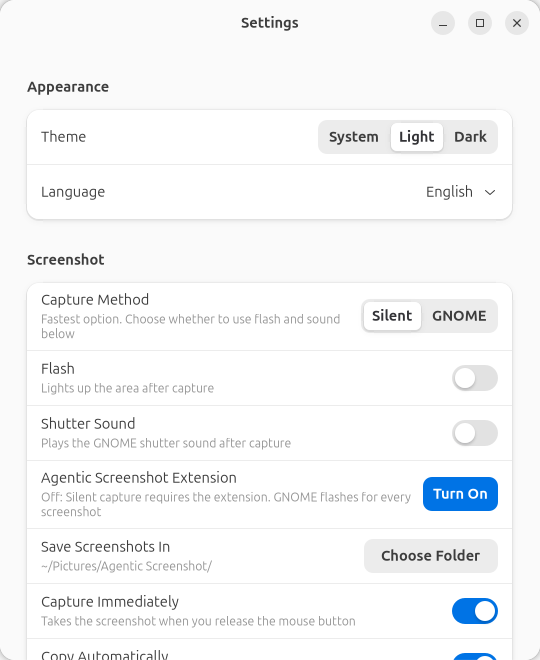 Settings
Appearance
Theme
System
Light
Dark
Language
English
Screenshot
Capture Method
Fastest option. Choose whether to use flash and sound
below
Silent
GNOME
Flash
Lights up the area after capture
Shutter Sound
Plays the GNOME shutter sound after capture
Agentic Screenshot Extension
Off: Silent capture requires the extension. GNOME flashes for every
screenshot
Turn On
Save Screenshots In
~/Pictures/Agentic Screenshot/
Choose Folder
Capture Immediately
Takes the screenshot when you release the mouse button
Copy Automatically